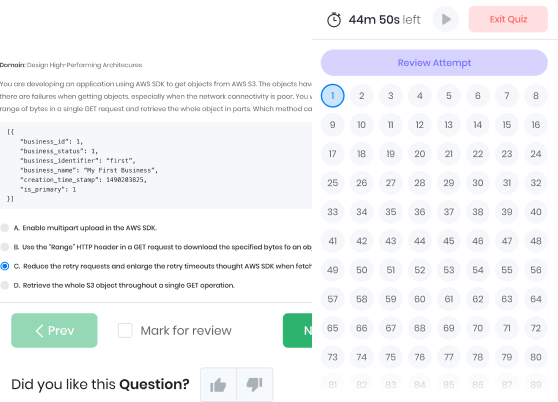 44m 50s left
Exit Quiz
Review Attempt
Domain: Design High-Performing Architecures
You are developing an application using AWS SDK to get objects from AWS S3. The objects hav
there are failures when getting objects, especially when the network connectivity is poor. You
range of bytes in a single GET request and retrieve the whole object in parts. Which method ca
[{
"business_id": 1,
"business_status": 1,
"business_identifier": "first",
"business_name": "My First Business",
"creation_time_stamp": 1490203825,
"is_primary": 1
}]
A. Enable multipart upload in the AWS SDK.
B. Use the "Range" HTTP header in a GET request to download the specified bytes fo an obj
C. Reduce the retry requests and enlarge the retry timeouts thought AWS SDK when fetch
D. Retrieve the whole S3 object throughout a single GET operation.
Prev
Mark for review
N
Did you like this Question?
1 2 3 4 5 6 7 8
9 10 11 12 13 14 15 16
17 18 19 20 21 22 23 24
25 26 27 28 29 30 31 32
33 34 35 36 37 38 39 40
41 42 43 44 45 46 47 48
49 50 51 52 53 54 55 56
57 58 59 60 61 62 63 64
65 66 67 68 69 70 71 72
73 74 75 76 77 78 79 80
81 82 83 84 85 86 87 89